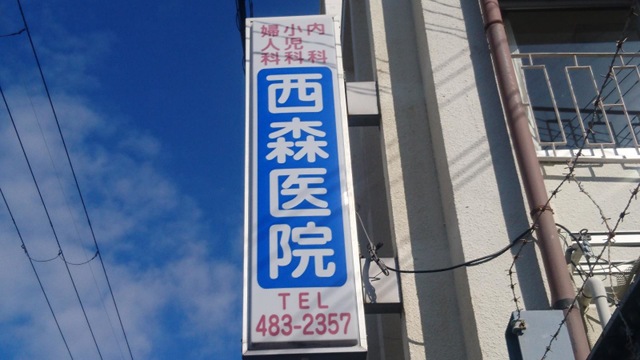 内科
小児科
婦人科
西森医院
TEL
483-2357